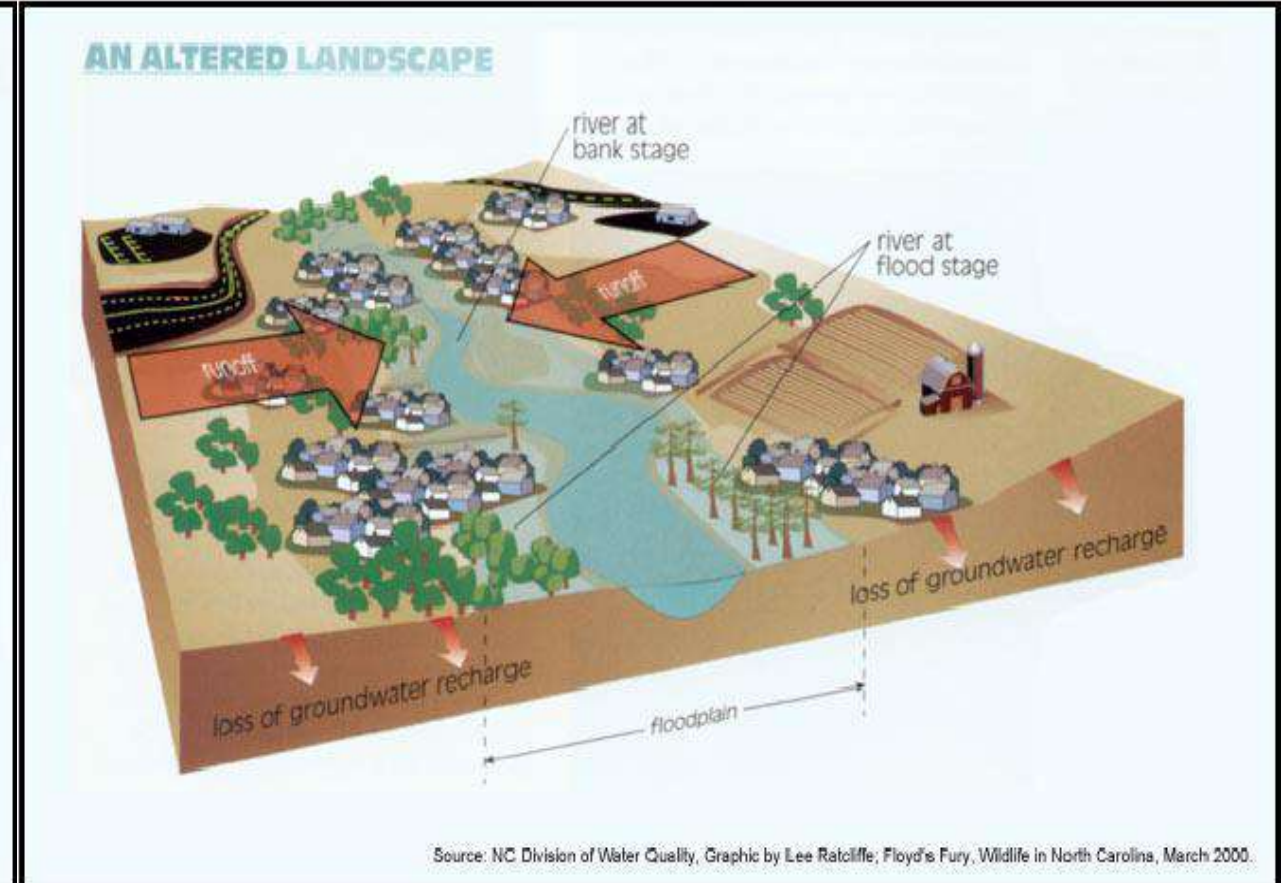 AN ALTERED LANDSCAPE
river at
bank stage
river at
flood stage
runoff
runoff
loss of groundwater recharge
loss of groundwater recharge
floodplain
Source: NC Division of Water Quality, Graphic by Lee Ratcliffe; Floyd's Fury, Wildlife in North Carolina, March 2000.